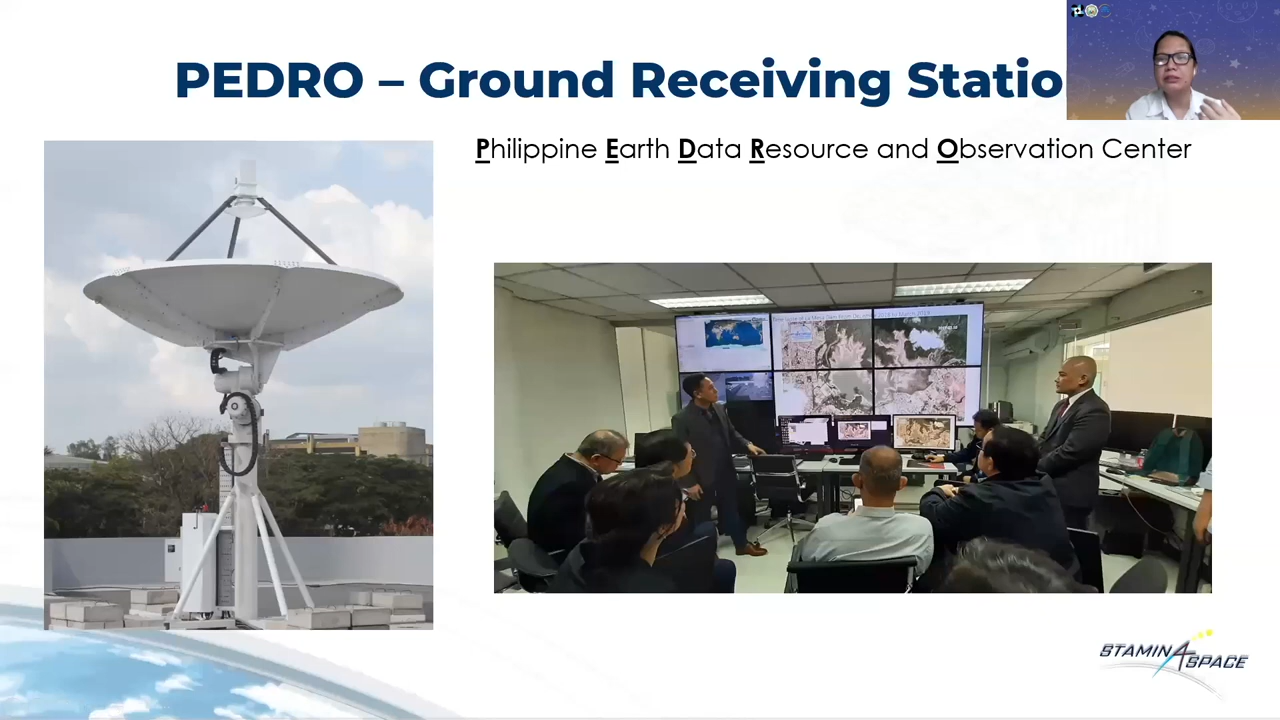 PEDRO – Ground Receiving Statio
Philippine Earth Data Resource and Observation Center
STAMINA4SPACE